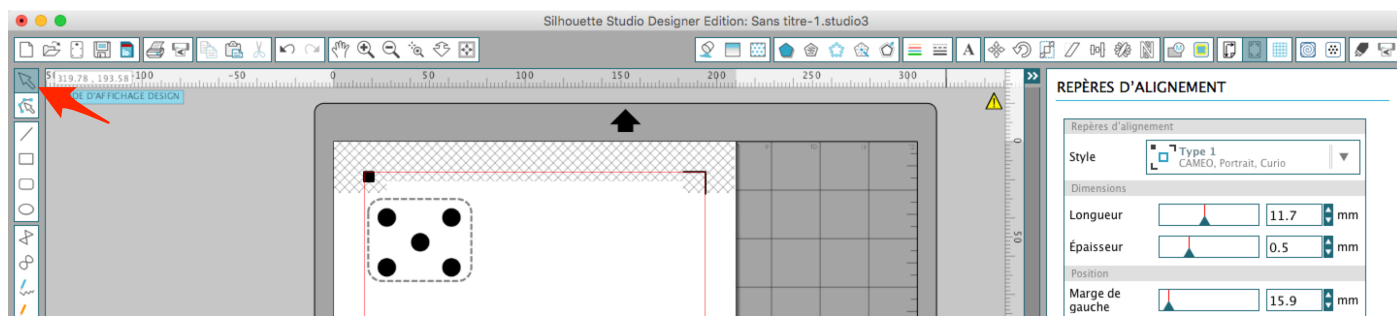 Silhouette Studio Designer Edition: Sans titre-1.studio3
A
319.78 , 193.58
-100 -50 0 50 100 150 200 250 300
REPÈRES D'ALIGNEMENT
DE D'AFFICHAGE DESIGN
Repères d'alignement
Style
Type 1
CAMEO, Portrait, Curio
Dimensions
Longueur 11.7 mm
Épaisseur 0.5 mm
Position
Marge de
gauche 15.9 mm
0
50